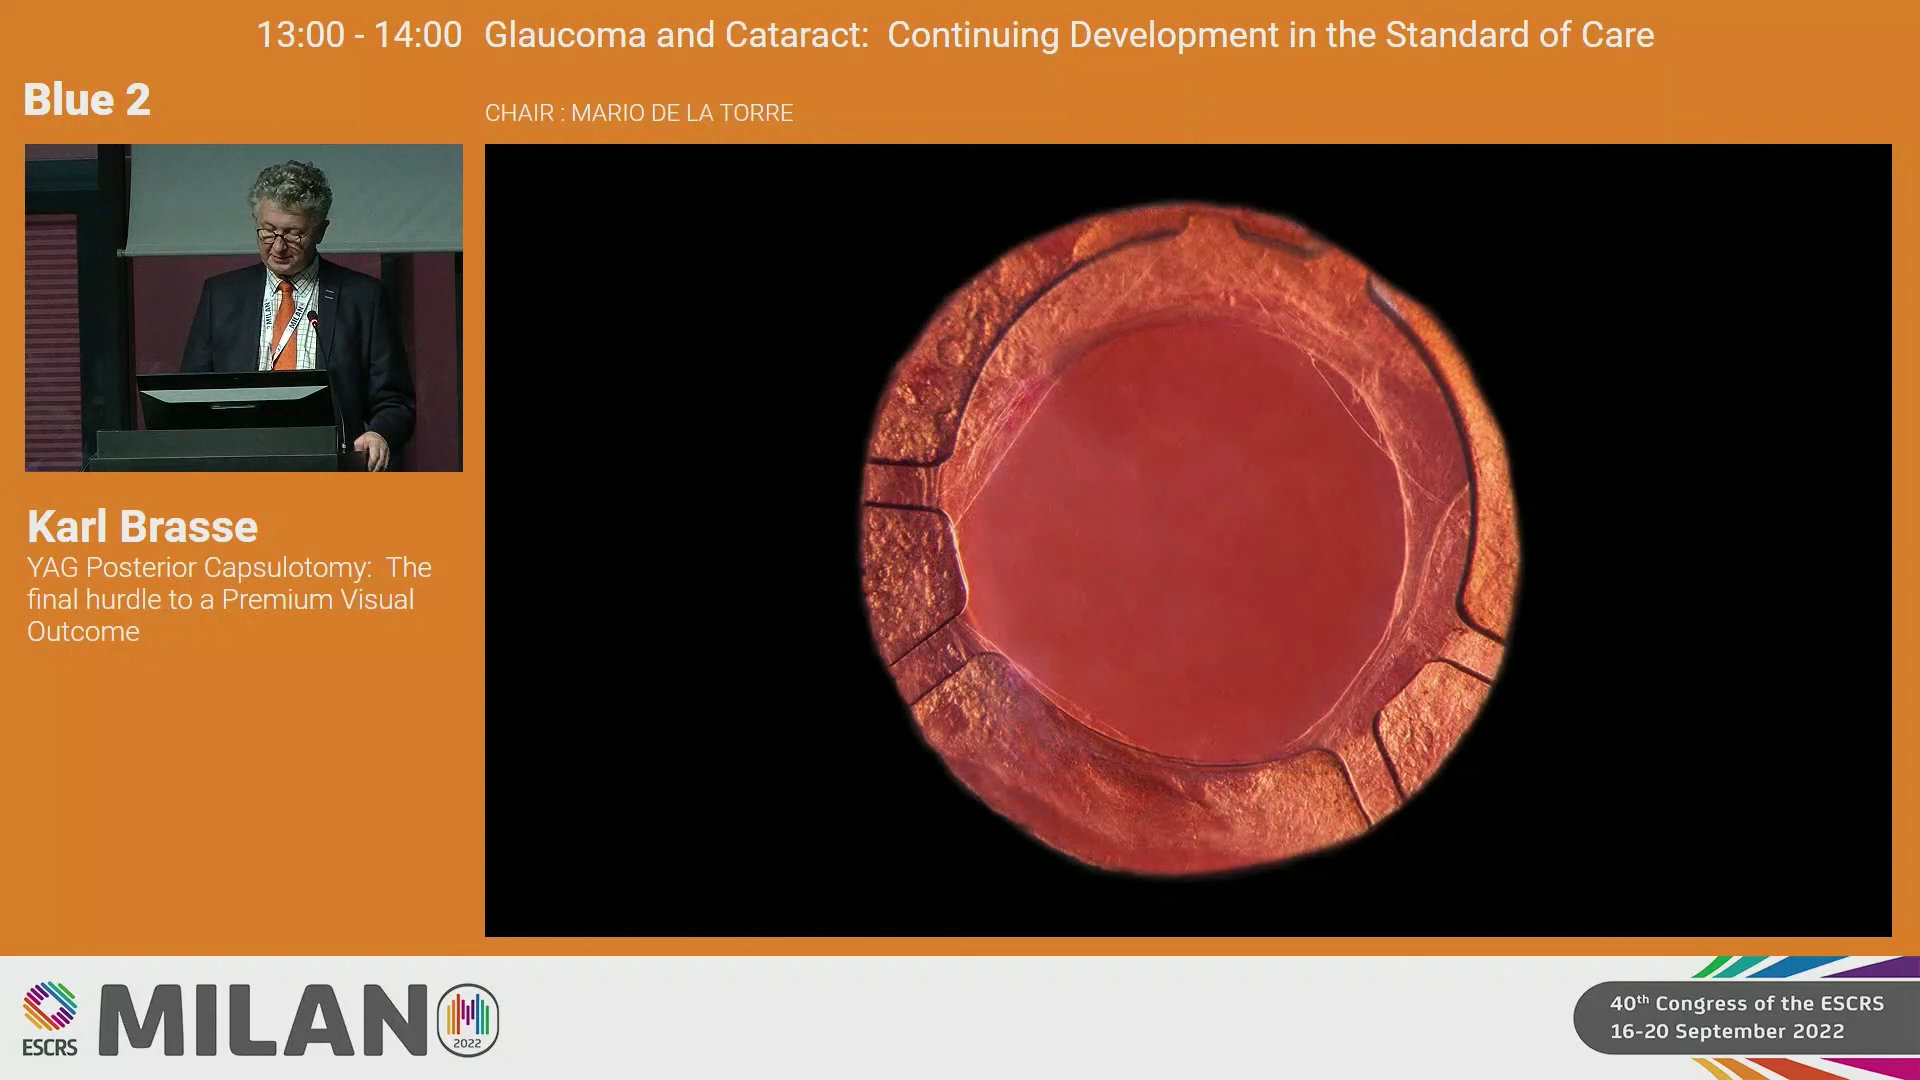 13:00 - 14:00 Glaucoma and Cataract: Continuing Development in the Standard of Care
Blue 2
CHAIR : MARIO DE LA TORRE
MILAN
MILAN
Karl Brasse
YAG Posterior Capsulotomy: The
final hurdle to a Premium Visual
Outcome
ESCRS
MILAN
2022
40th Congress of the ESCRS
16-20 September 2022